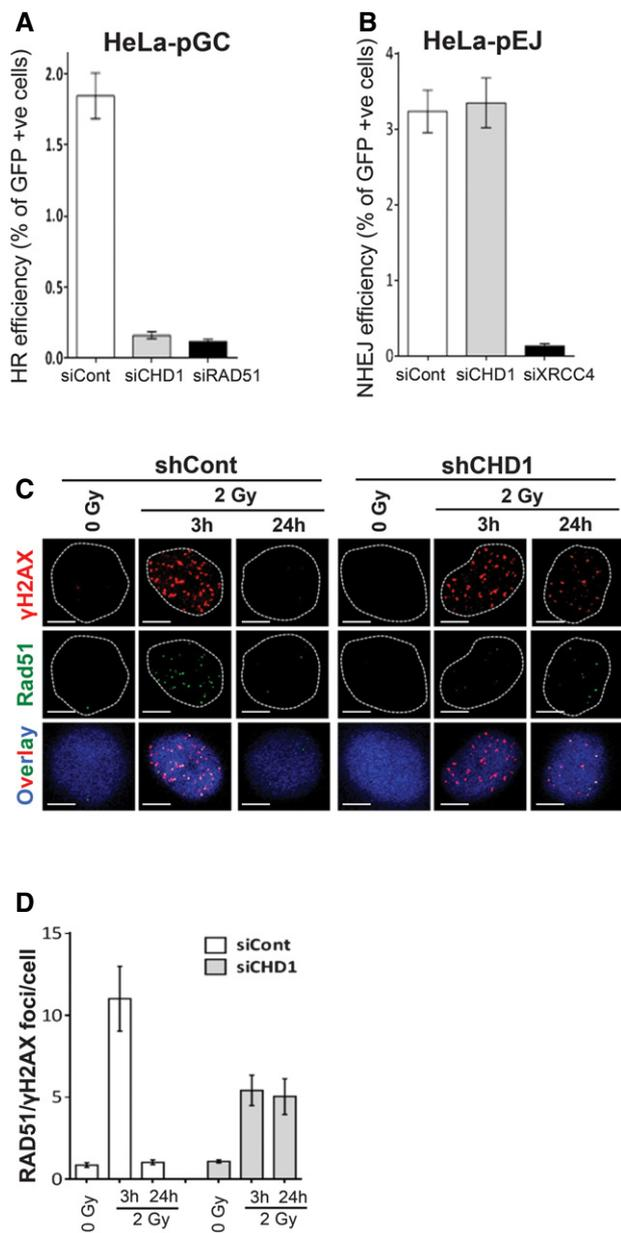 A
HeLa-pGC
HR efficiency (% of GFP +ve cells)
2.0
1.5
1.0
0.5
0.0
siCont siCHD1 siRAD51
B
HeLa-pEJ
NHEJ efficiency (% of GFP +ve cells)
4
3
2
1
0
siCont siCHD1 siXRCC4
C
shCont shCHD1
0 Gy 2 Gy 0 Gy 2 Gy
3h 24h 3h 24h
γH2AX
Rad51
Overlay
D
RAD51/γH2AX foci/cell
15
10
5
0
siCont
siCHD1
0 Gy 3h 24h 0 Gy 3h 24h
2 Gy 2 Gy